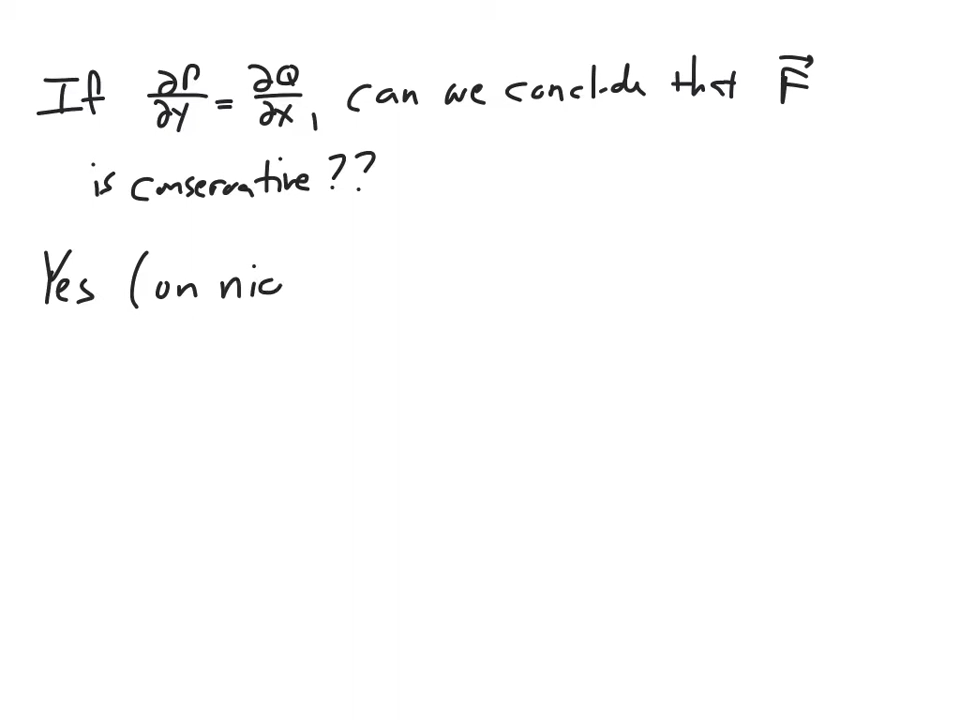 If ∂P/∂y = ∂Q/∂x, can we conclude that F⃗
is conservative??
Yes (on nic